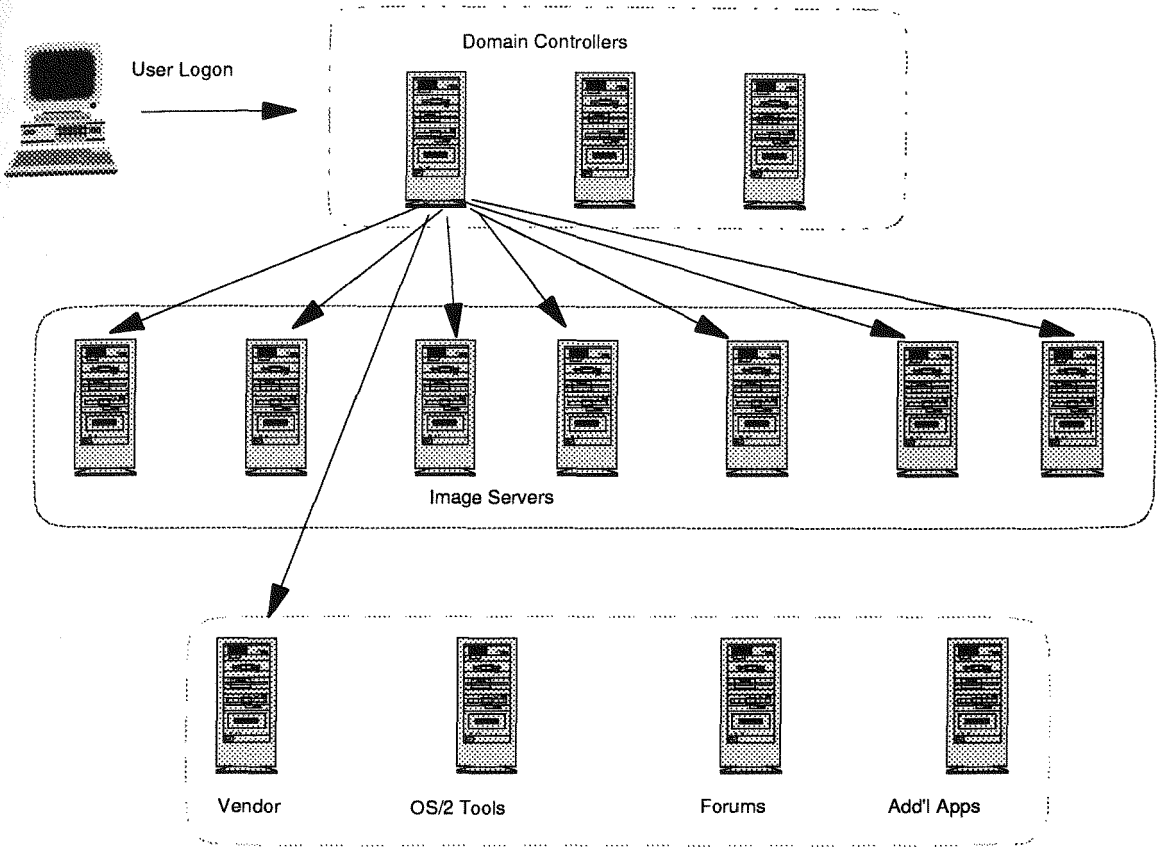 Domain Controllers
User Logon
Image Servers
Vendor
OS/2 Tools
Forums
Add'l Apps